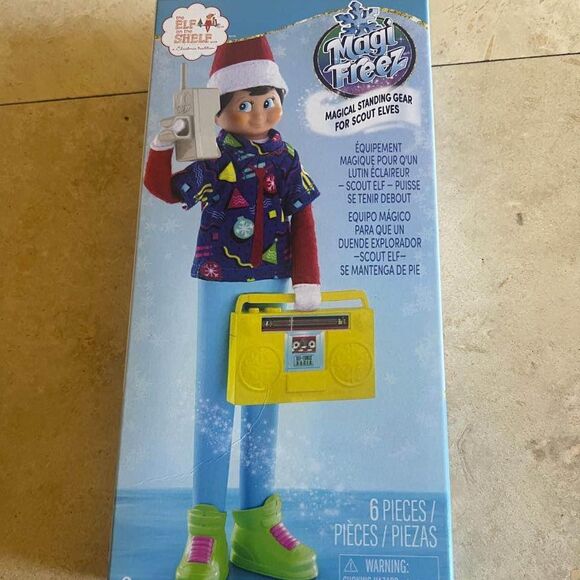 the
ELF
on the
SHELF
a Christmas tradition
Magi
Freez
MAGICAL STANDING GEAR
FOR SCOUT ELVES
ÉQUIPEMENT
MAGIQUE POUR Q'UN
LUTIN ÉCLAIREUR
– SCOUT ELF – PUISSE
SE TENIR DEBOUT
EQUIPO MÁGICO
PARA QUE UN
DUENDE EXPLORADOR
–SCOUT ELF–
SE MANTENGA DE PIE
6 PIECES /
PIÈCES / PIEZAS
WARNING: